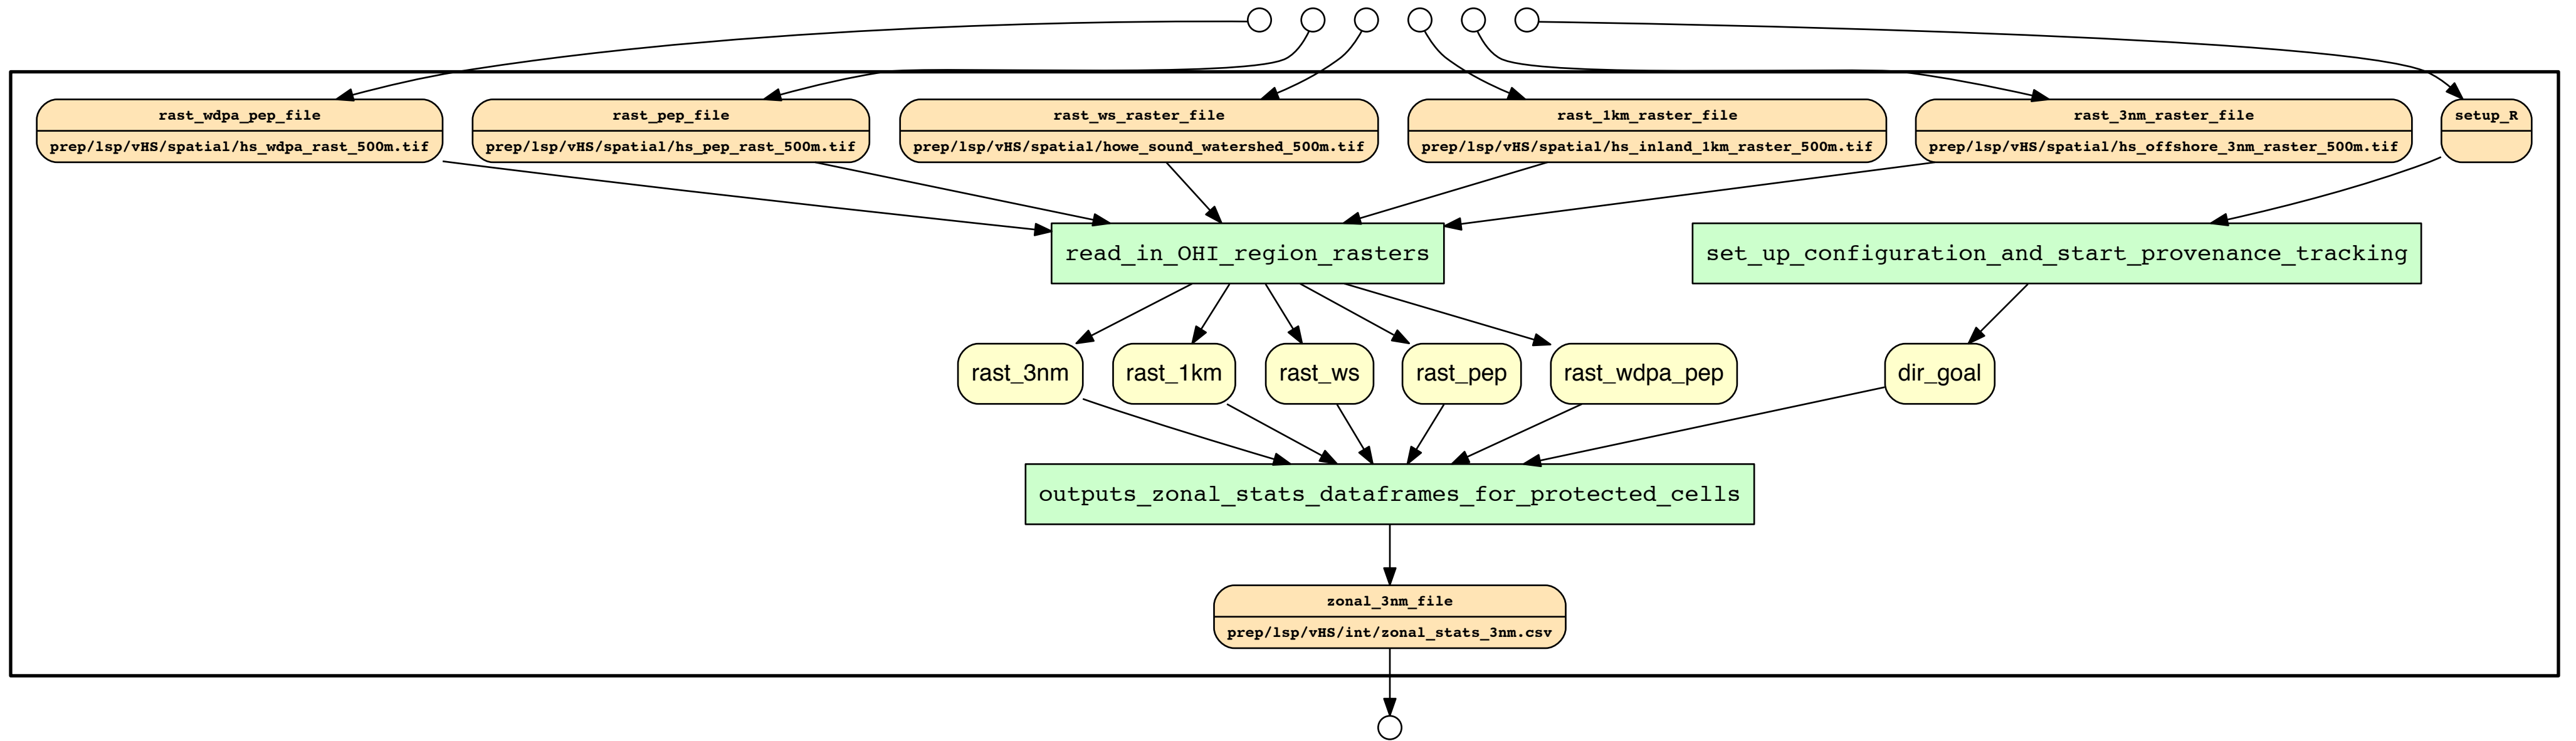 rast_wdpa_pep_file
prep/lsp/vHS/spatial/hs_wdpa_rast_500m.tif
rast_pep_file
prep/lsp/vHS/spatial/hs_pep_rast_500m.tif
rast_ws_raster_file
prep/lsp/vHS/spatial/howe_sound_watershed_500m.tif
rast_1km_raster_file
prep/lsp/vHS/spatial/hs_inland_1km_raster_500m.tif
rast_3nm_raster_file
prep/lsp/vHS/spatial/hs_offshore_3nm_raster_500m.tif
setup_R
read_in_OHI_region_rasters
set_up_configuration_and_start_provenance_tracking
rast_3nm
rast_1km
rast_ws
rast_pep
rast_wdpa_pep
dir_goal
outputs_zonal_stats_dataframes_for_protected_cells
zonal_3nm_file
prep/lsp/vHS/int/zonal_stats_3nm.csv